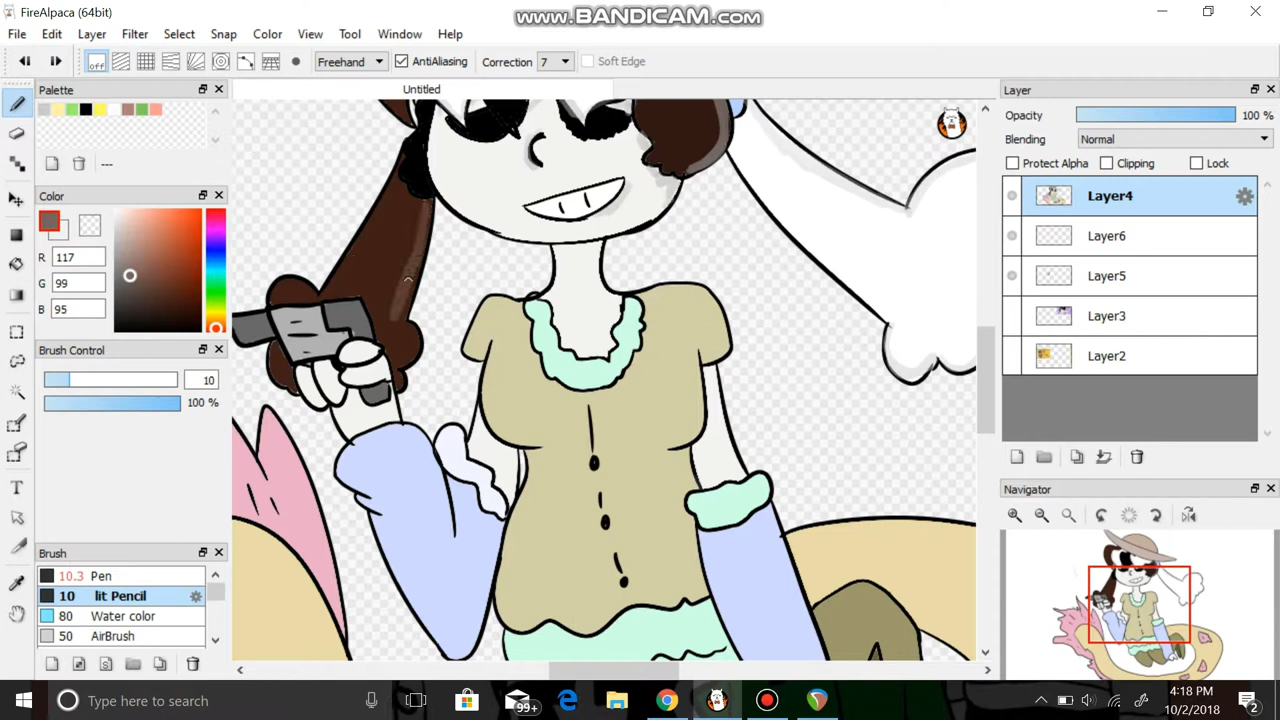 FireAlpaca (64bit)
www.BANDICAM.com
File Edit Layer Filter Select Snap Color View Tool Window Help
off Freehand AntiAliasing Correction 7 Soft Edge
Palette
---
Color
R 117
G 99
B 95
Brush Control
10
100 %
Brush
10.3 Pen
10 lit Pencil
80 Water color
50 AirBrush
Untitled
Layer
Opacity 100 %
Blending Normal
Protect Alpha Clipping Lock
Layer4
Layer6
Layer5
Layer3
Layer2
Navigator
Type here to search
99+
4:18 PM
10/2/2018
2